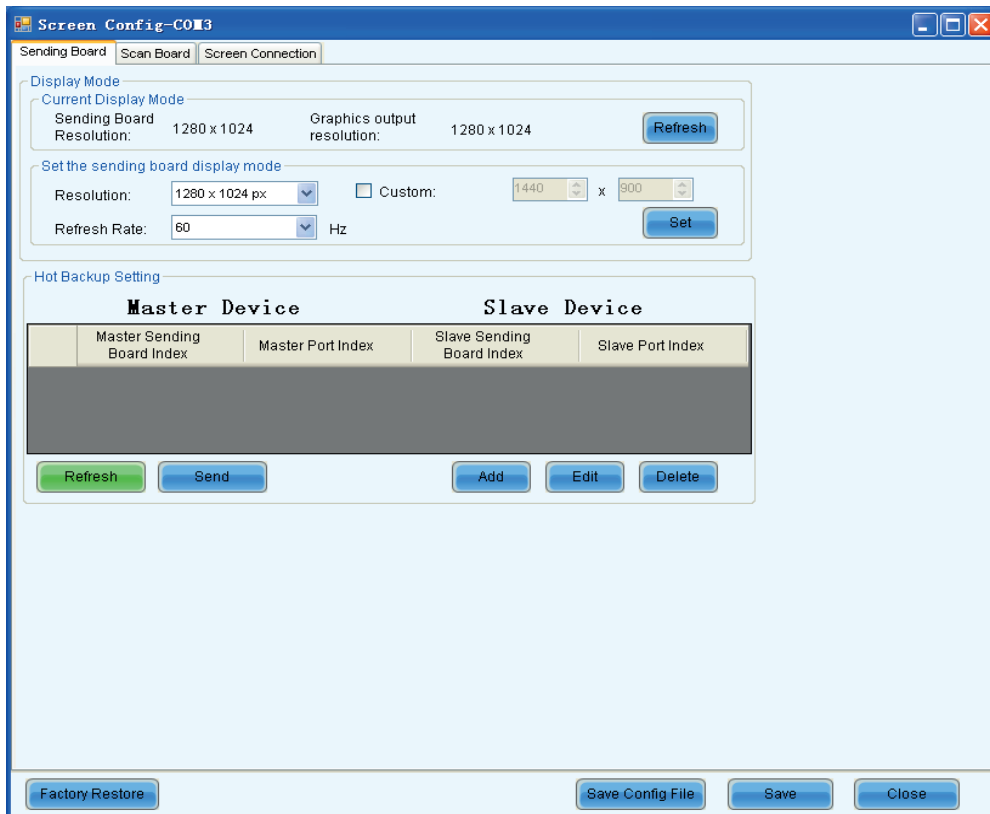 Screen Config-COM3
Sending Board Scan Board Screen Connection
Display Mode
Current Display Mode
Sending Board Resolution: 1280 x 1024 Graphics output resolution: 1280 x 1024 Refresh
Set the sending board display mode
Resolution: 1280 x 1024 px Custom: 1440 x 900
Refresh Rate: 60 Hz Set
Hot Backup Setting
Master Device Slave Device
Master Sending Board Index Master Port Index Slave Sending Board Index Slave Port Index
Refresh Send Add Edit Delete
Factory Restore Save Config File Save Close